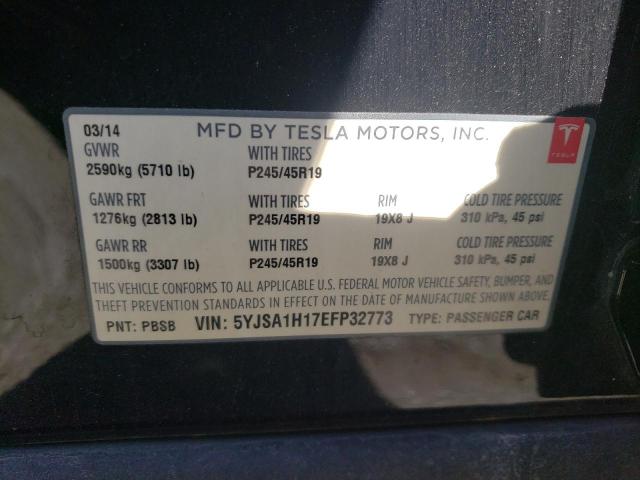 03/14 MFD BY TESLA MOTORS, INC.
GVWR WITH TIRES
2590kg (5710 lb) P245/45R19
TESLA
GAWR FRT WITH TIRES RIM COLD TIRE PRESSURE
1276kg (2813 lb) P245/45R19 19X8 J 310 kPa, 45 psi
GAWR RR WITH TIRES RIM COLD TIRE PRESSURE
1500kg (3307 lb) P245/45R19 19X8 J 310 kPa, 45 psi
THIS VEHICLE CONFORMS TO ALL APPLICABLE U.S. FEDERAL MOTOR VEHICLE SAFETY, BUMPER, AND
THEFT PREVENTION STANDARDS IN EFFECT ON THE DATE OF MANUFACTURE SHOWN ABOVE.
PNT: PBSB VIN: 5YJSA1H17EFP32773 TYPE: PASSENGER CAR